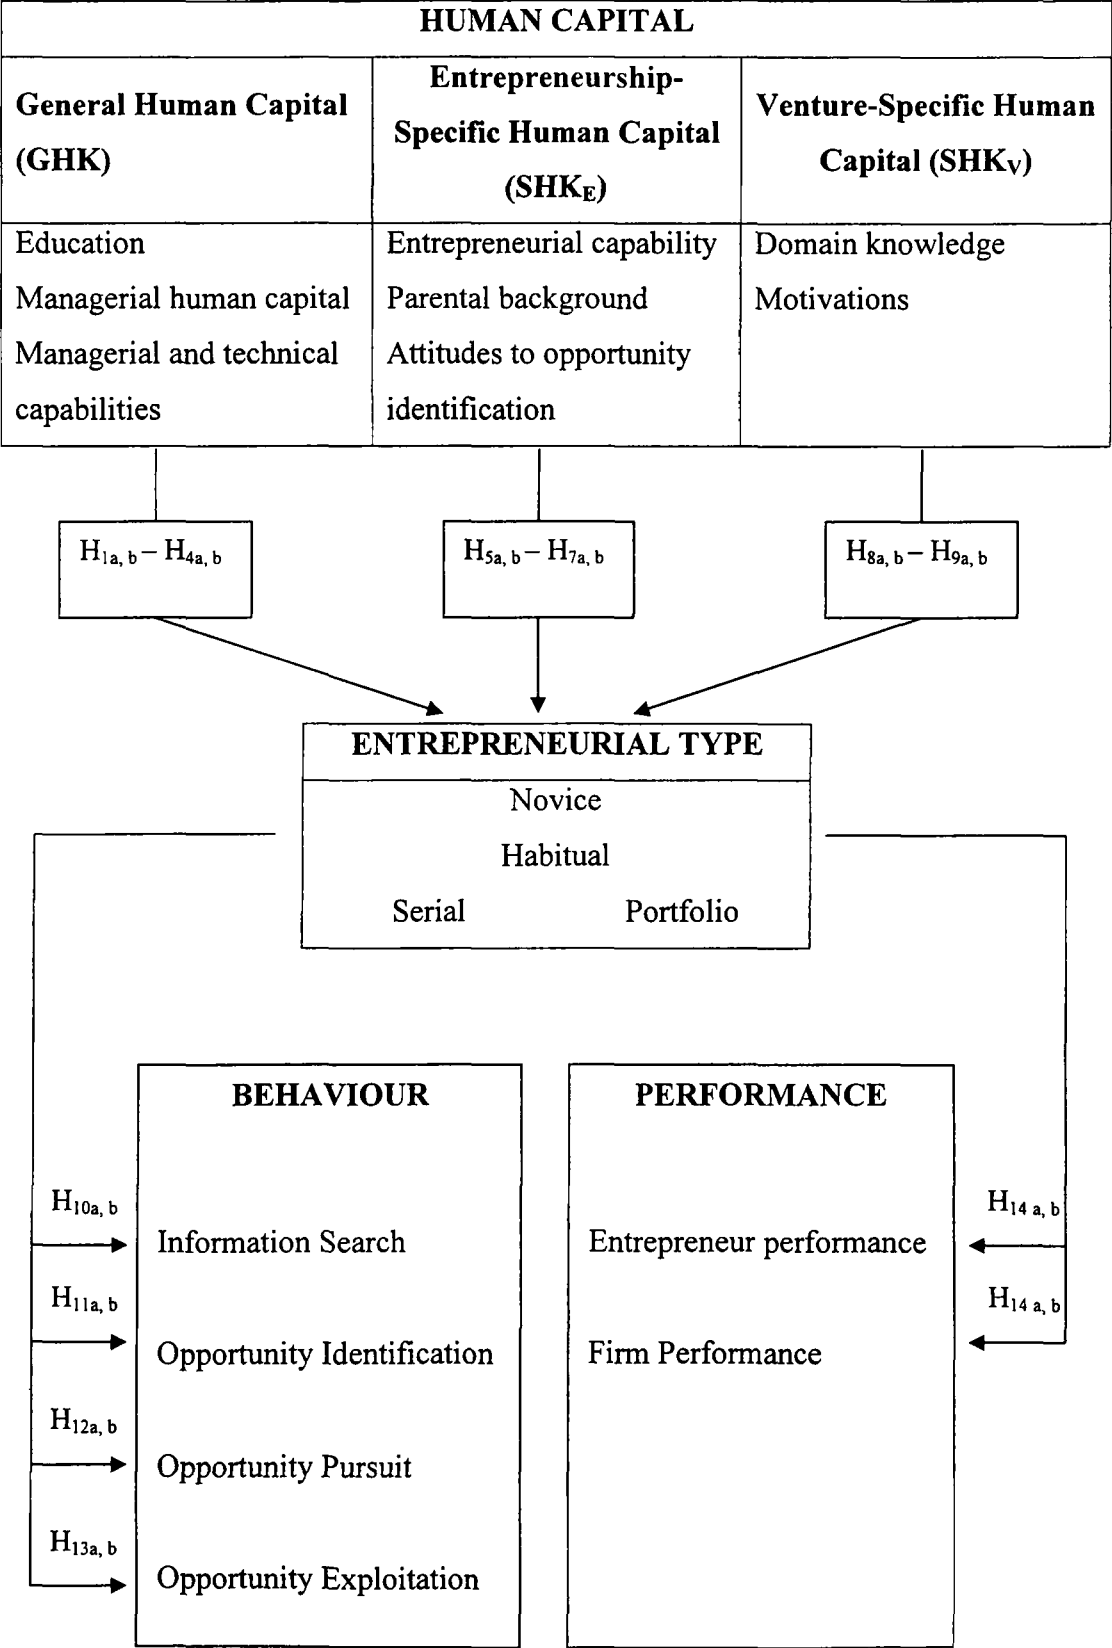 HUMAN CAPITAL
General Human Capital
(GHK)
Entrepreneurship-
Specific Human Capital
(SHKE)
Venture-Specific Human
Capital (SHKV)
Education
Managerial human capital
Managerial and technical
capabilities
Entrepreneurial capability
Parental background
Attitudes to opportunity
identification
Domain knowledge
Motivations
H1a, b – H4a, b
H5a, b – H7a, b
H8a, b – H9a, b
ENTREPRENEURIAL TYPE
Novice
Habitual
Serial Portfolio
BEHAVIOUR
H10a, b
Information Search
H11a, b
Opportunity Identification
H12a, b
Opportunity Pursuit
H13a, b
Opportunity Exploitation
PERFORMANCE
H14 a, b
Entrepreneur performance
H14 a, b
Firm Performance